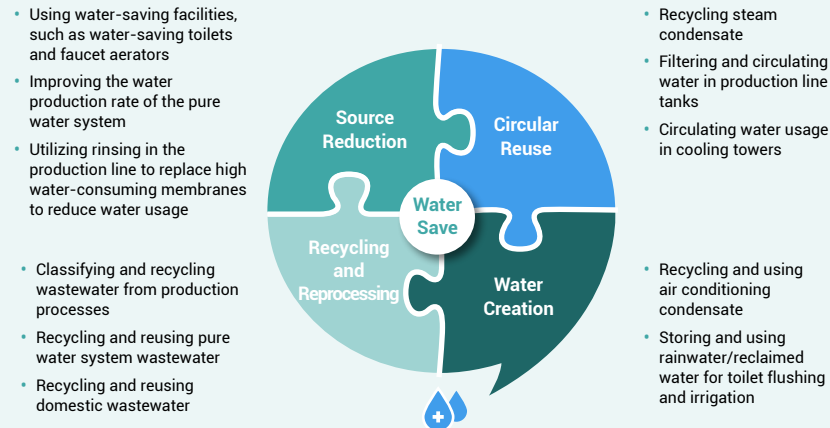 • Using water-saving facilities,
such as water-saving toilets
and faucet aerators
• Improving the water
production rate of the pure
water system
• Utilizing rinsing in the
production line to replace high
water-consuming membranes
to reduce water usage
Source
Reduction
Circular
Reuse
• Recycling steam
condensate
• Filtering and circulating
water in production line
tanks
• Circulating water usage
in cooling towers
Water
Save
• Classifying and recycling
wastewater from production
processes
• Recycling and reusing pure
water system wastewater
• Recycling and reusing
domestic wastewater
Recycling
and
Reprocessing
Water
Creation
• Recycling and using
air conditioning
condensate
• Storing and using
rainwater/reclaimed
water for toilet flushing
and irrigation